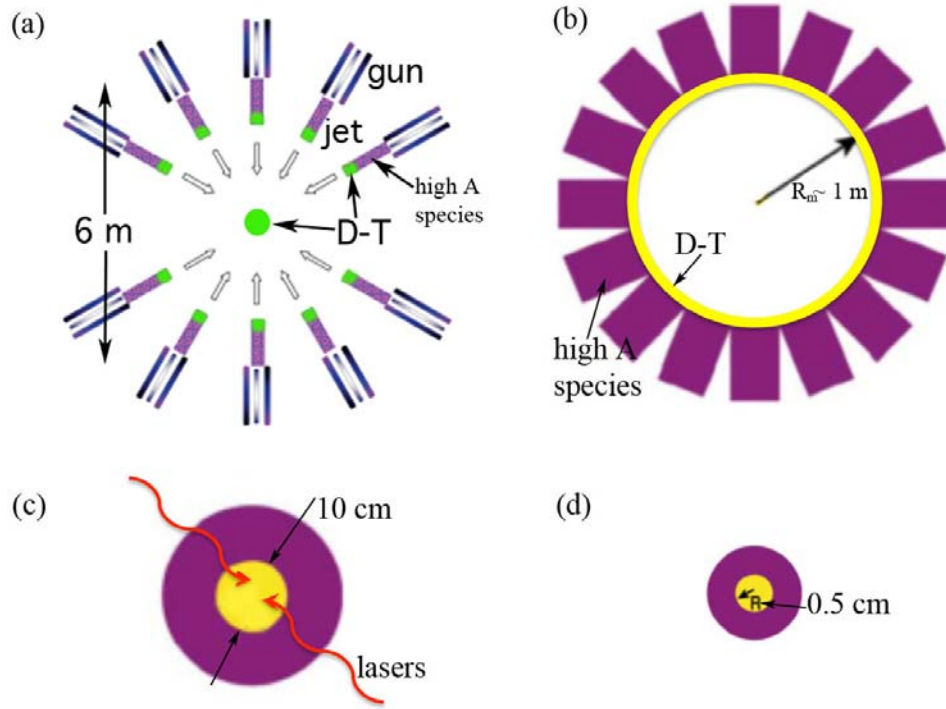 (a)
gun
jet
high A
species
D-T
6 m
(b)
R_m~ 1 m
D-T
high A
species
(c)
10 cm
lasers
(d)
R
0.5 cm